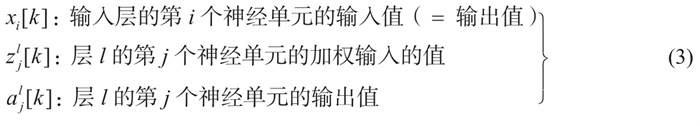 xᵢ[k]：输入层的第 i 个神经单元的输入值（= 输出值）
zˡⱼ[k]：层 l 的第 j 个神经单元的加权输入的值 (3)
aˡⱼ[k]：层 l 的第 j 个神经单元的输出值